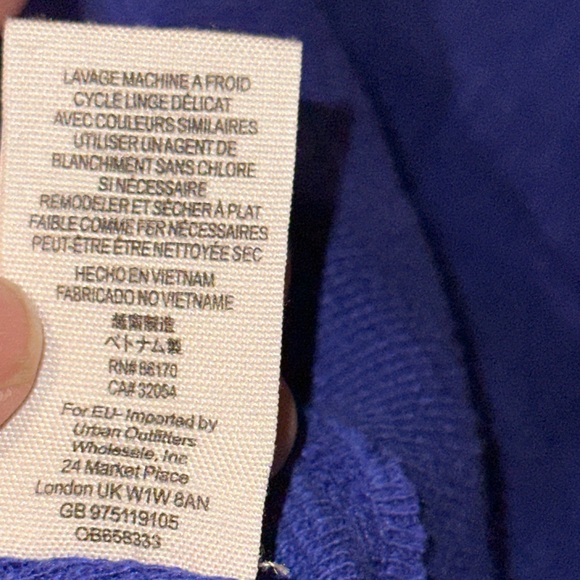 LAVAGE MACHINE A FROID
CYCLE LINGE DÉLICAT
AVEC COULEURS SIMILAIRES
UTILISER UN AGENT DE
BLANCHIMENT SANS CHLORE
SI NÉCESSAIRE
REMODELER ET SÉCHER À PLAT
FAIBLE COMME FER NÉCESSAIRES
PEUT-ÊTRE ÊTRE NETTOYÉE SEC
HECHO EN VIETNAM
FABRICADO NO VIETNAME
越南製造
ベトナム製
RN# 86170
CA# 32054
For EU- Imported by
Urban Outfitters
Wholesale, Inc
24 Market Place
London UK W1W 8AN
GB 975119105
OB658333